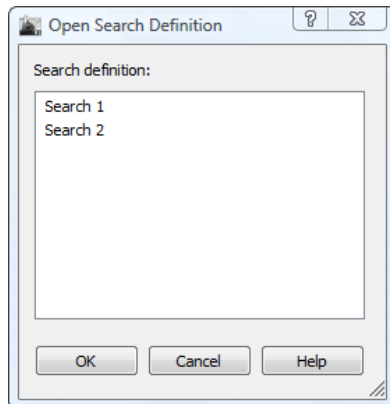 Open Search Definition
Search definition:
Search 1
Search 2
OK Cancel Help